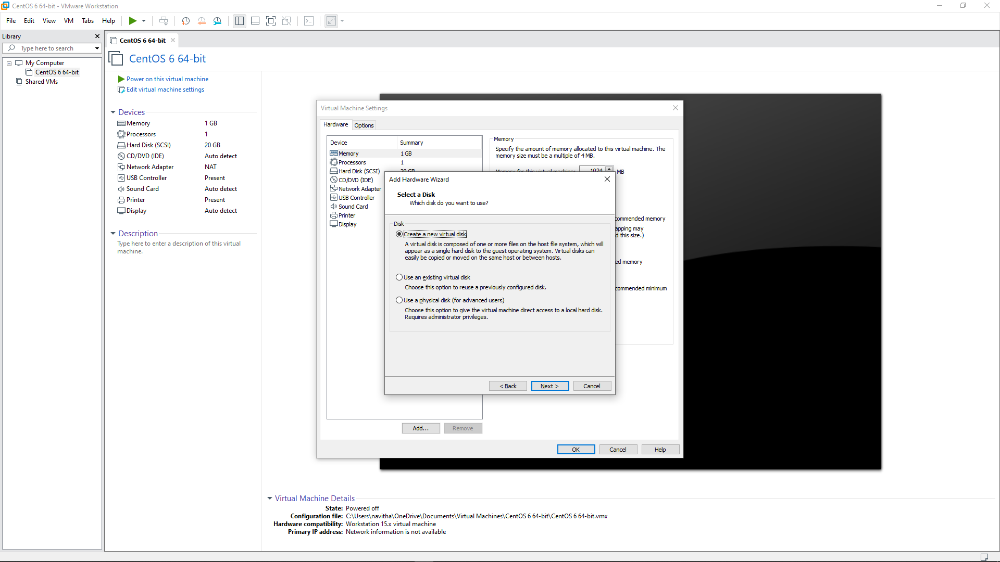 CentOS 6 64-bit - VMware Workstation
File Edit View VM Tabs Help
Library
Type here to search
My Computer
CentOS 6 64-bit
Shared VMs
CentOS 6 64-bit
CentOS 6 64-bit
Power on this virtual machine
Edit virtual machine settings
Devices
Memory 1 GB
Processors 1
Hard Disk (SCSI) 20 GB
CD/DVD (IDE) Auto detect
Network Adapter NAT
USB Controller Present
Sound Card Auto detect
Printer Present
Display Auto detect
Description
Type here to enter a description of this virtual
machine.
Virtual Machine Settings
Hardware Options
Device Summary
Memory 1 GB
Processors 1
Hard Disk (SCSI) 20 GB
CD/DVD (IDE)
Network Adapter
USB Controller
Sound Card
Printer
Display
Memory
Specify the amount of memory allocated to this virtual machine. The
memory size must be a multiple of 4 MB.
Memory for this virtual machine: 1024 MB
commended memory
apping may
d this size.)
ed memory
commended minimum
Add Hardware Wizard
Select a Disk
Which disk do you want to use?
Disk
Create a new virtual disk
A virtual disk is composed of one or more files on the host file system, which will
appear as a single hard disk to the guest operating system. Virtual disks can
easily be copied or moved on the same host or between hosts.
Use an existing virtual disk
Choose this option to reuse a previously configured disk.
Use a physical disk (for advanced users)
Choose this option to give the virtual machine direct access to a local hard disk.
Requires administrator privileges.
< Back Next > Cancel
Add... Remove
OK Cancel Help
Virtual Machine Details
State: Powered off
Configuration file: C:\Users\navitha\OneDrive\Documents\Virtual Machines\CentOS 6 64-bit\CentOS 6 64-bit.vmx
Hardware compatibility: Workstation 15.x virtual machine
Primary IP address: Network information is not available